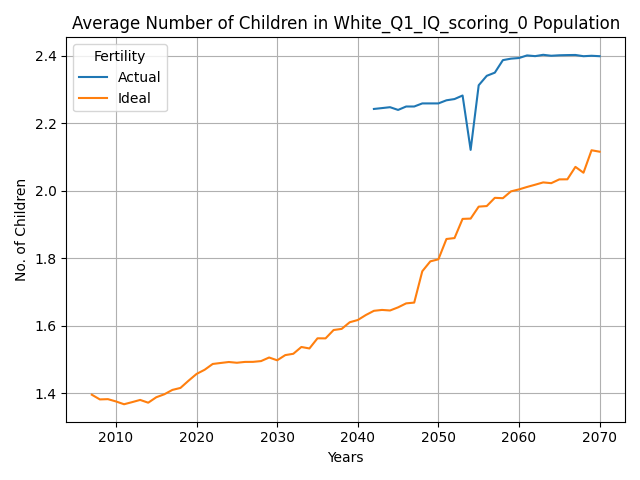 Average Number of Children in White_Q1_IQ_scoring_0 Population
Fertility
Actual
Ideal
No. of Children
2.4
2.2
2.0
1.8
1.6
1.4
2010 2020 2030 2040 2050 2060 2070
Years